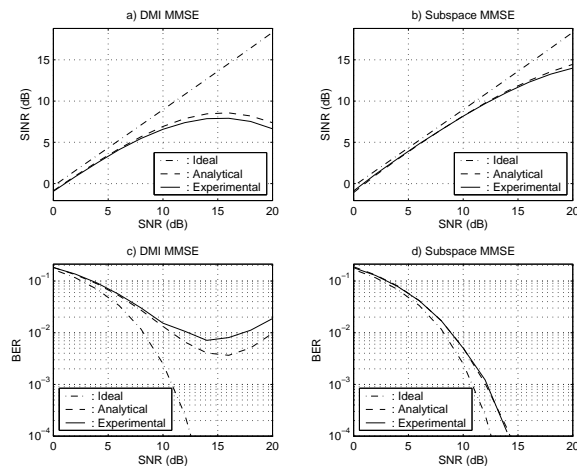 a) DMI MMSE
SINR (dB)
15
10
5
0
0 5 10 15 20
SNR (dB)
: Ideal
: Analytical
: Experimental
b) Subspace MMSE
SINR (dB)
15
10
5
0
0 5 10 15 20
SNR (dB)
: Ideal
: Analytical
: Experimental
c) DMI MMSE
BER
10^-1
10^-2
10^-3
10^-4
0 5 10 15 20
SNR (dB)
: Ideal
: Analytical
: Experimental
d) Subspace MMSE
BER
10^-1
10^-2
10^-3
10^-4
0 5 10 15 20
SNR (dB)
: Ideal
: Analytical
: Experimental